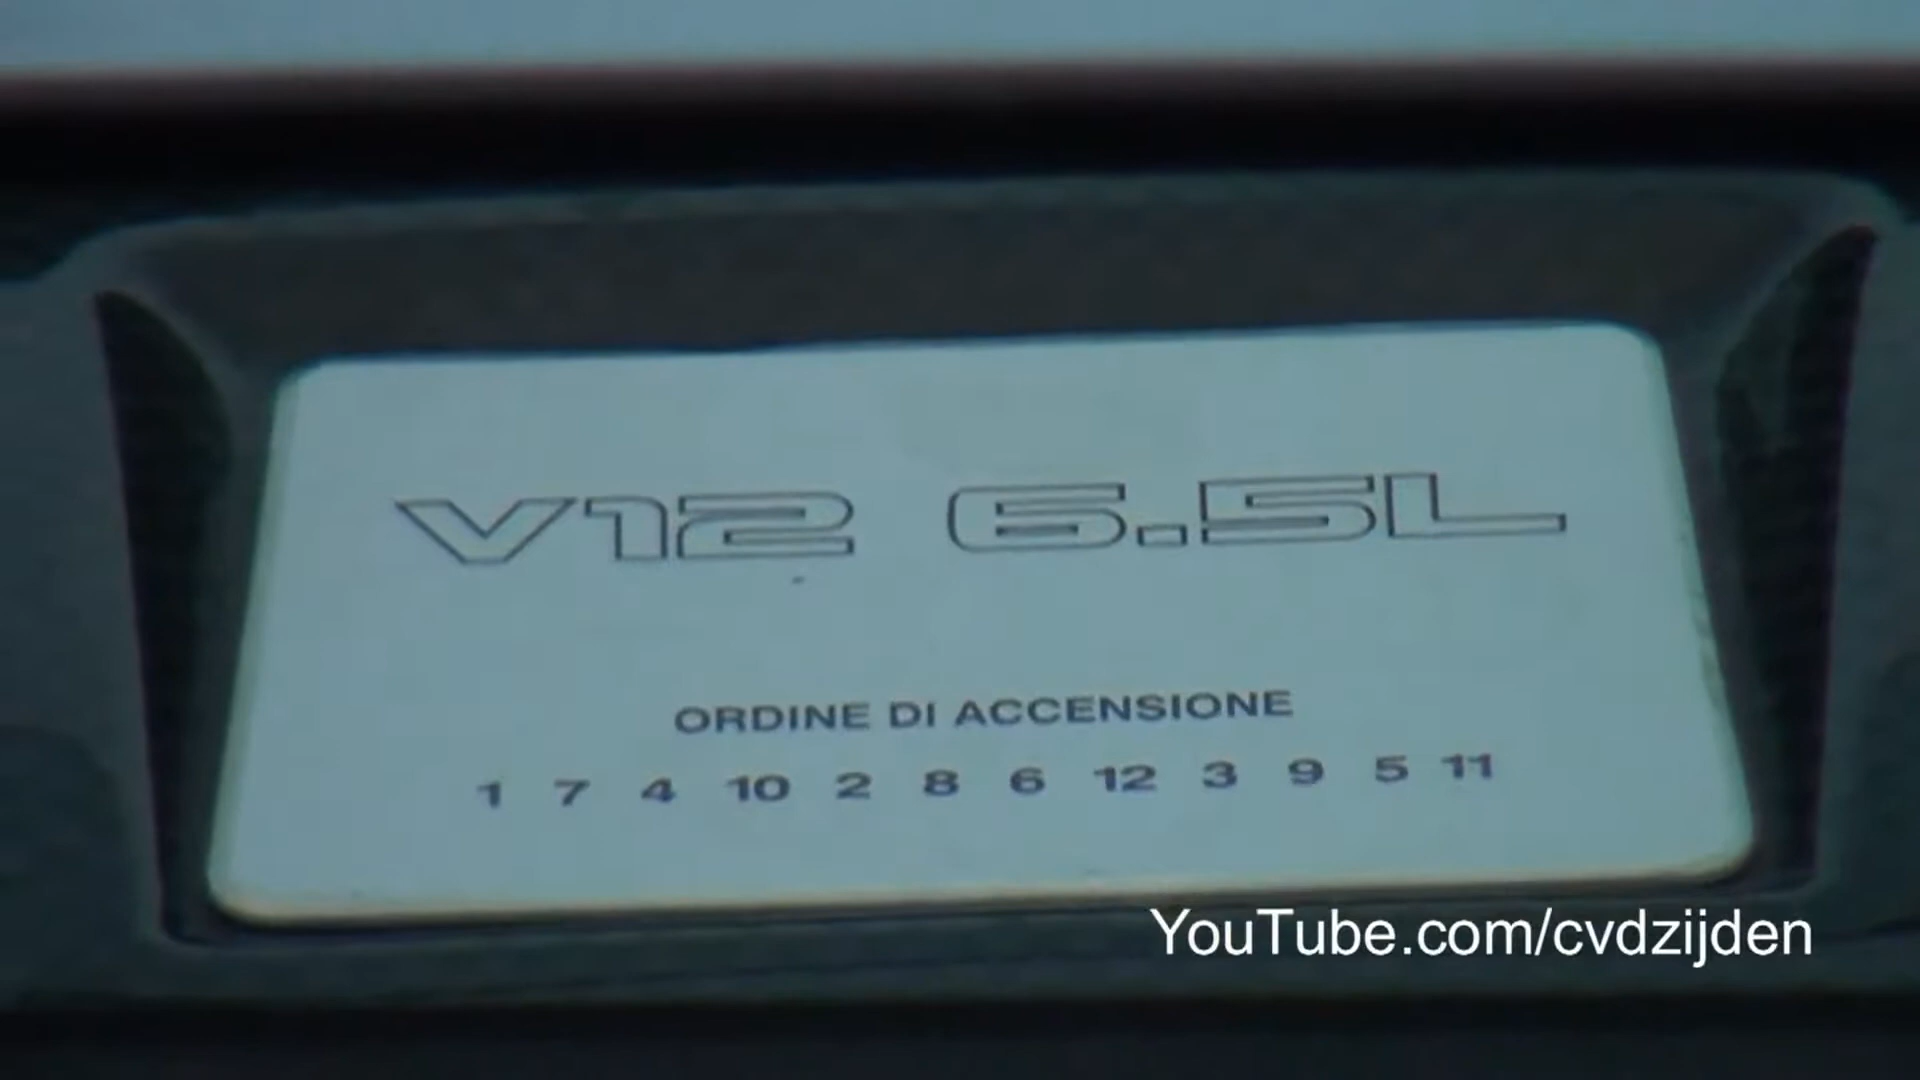 V12 6.5L
ORDINE DI ACCENSIONE
1 7 4 10 2 8 6 12 3 9 5 11
YouTube.com/cvdzijden